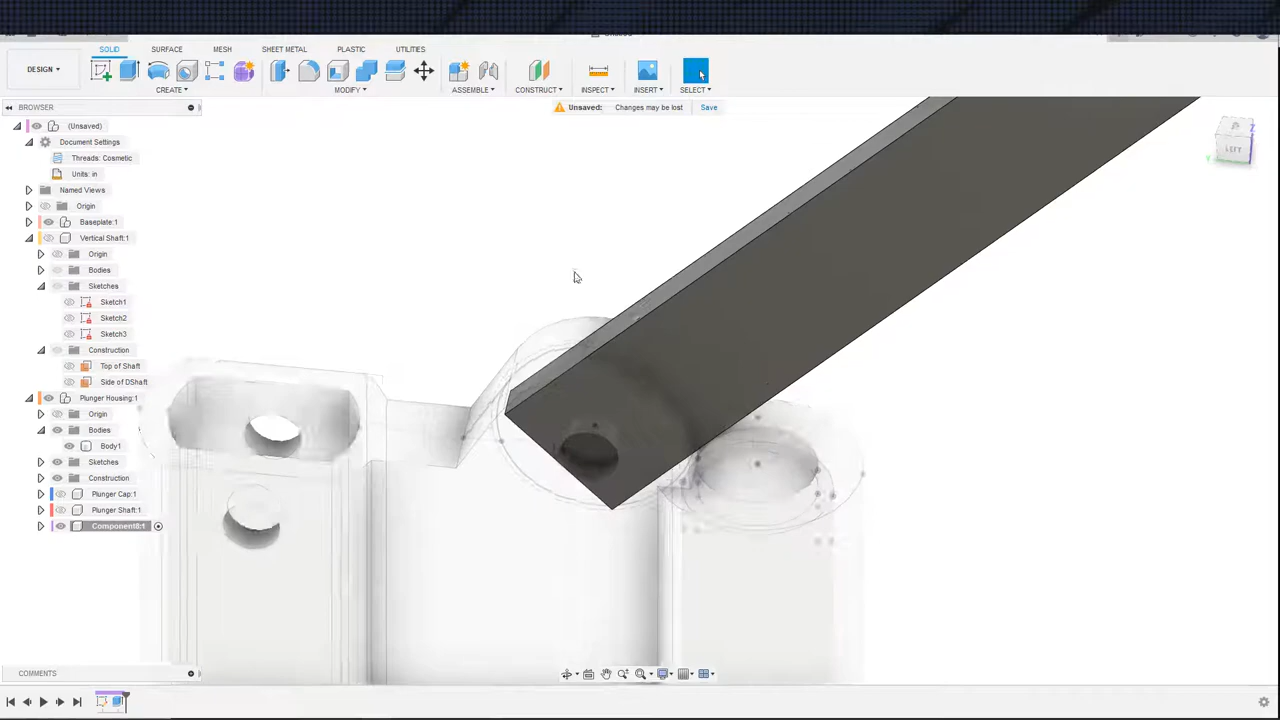 SOLID SURFACE MESH SHEET METAL PLASTIC UTILITIES
DESIGN
CREATE MODIFY ASSEMBLE CONSTRUCT INSPECT INSERT SELECT
BROWSER
Unsaved: Changes may be lost Save
(Unsaved)
Document Settings
Threads: Cosmetic
Units: in
Named Views
Origin
Baseplate:1
Vertical Shaft:1
Origin
Bodies
Sketches
Sketch1
Sketch2
Sketch3
Construction
Top of Shaft
Side of DShaft
Plunger Housing:1
Origin
Bodies
Body1
Sketches
Construction
Plunger Cap:1
Plunger Shaft:1
Component8:1
LEFT
Z
COMMENTS